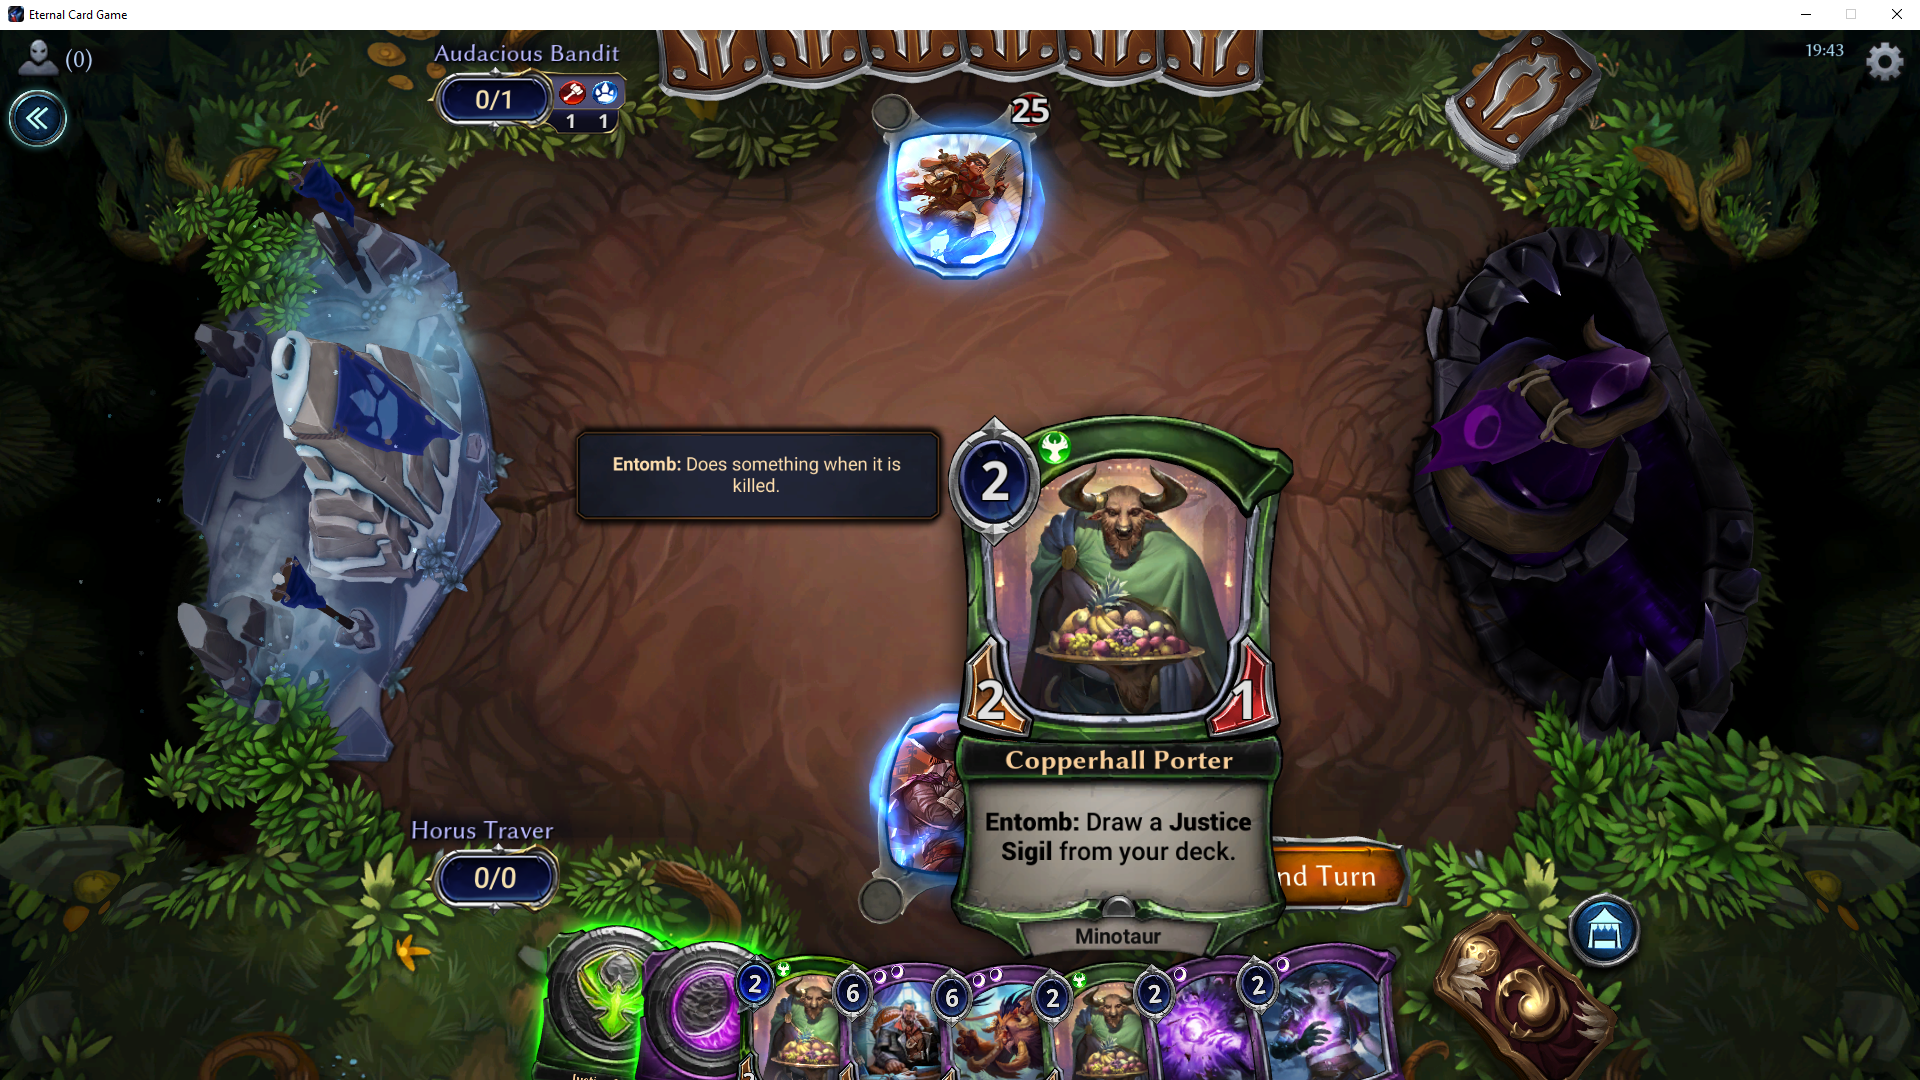 Eternal Card Game
(0)
Audacious Bandit
0/1
1 1
25
19:43
Entomb: Does something when it is
killed.
2
2
1
Copperhall Porter
Entomb: Draw a Justice
Sigil from your deck.
Minotaur
nd Turn
Horus Traver
0/0
2
6
6
2
2
2